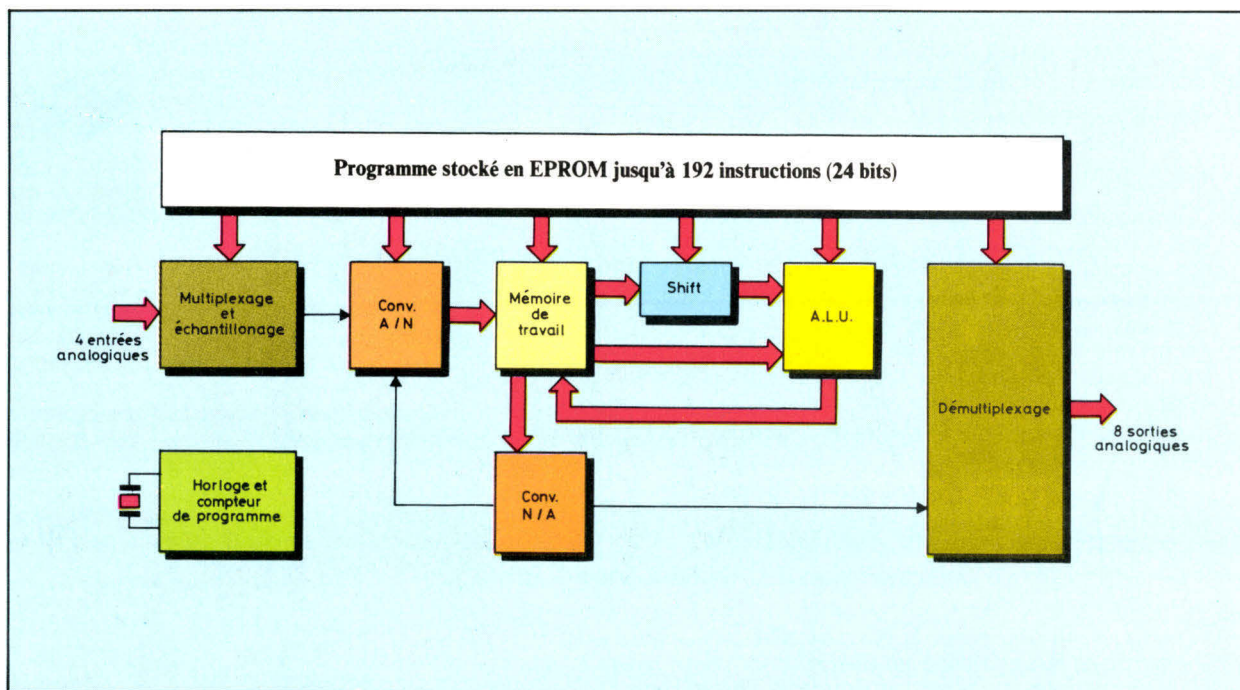 Programme stocké en EPROM jusqu'à 192 instructions (24 bits)
Multiplexage
et
échantillonage
Conv.
A / N
Mémoire
de
travail
Shift
A.L.U.
4 entrées
analogiques
Démultiplexage
8 sorties
analogiques
Horloge et
compteur
de programme
Conv.
N / A